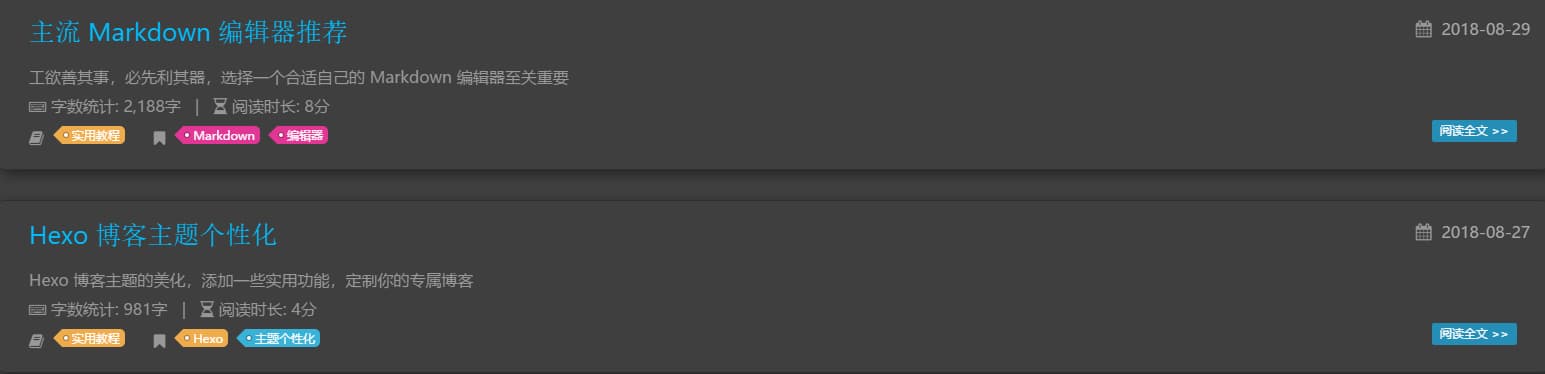 主流 Markdown 编辑器推荐 2018-08-29
工欲善其事，必先利其器，选择一个合适自己的 Markdown 编辑器至关重要
字数统计: 2,188字 | 阅读时长: 8分
实用教程 Markdown 编辑器 阅读全文 >>
Hexo 博客主题个性化 2018-08-27
Hexo 博客主题的美化，添加一些实用功能，定制你的专属博客
字数统计: 981字 | 阅读时长: 4分
实用教程 Hexo 主题个性化 阅读全文 >>